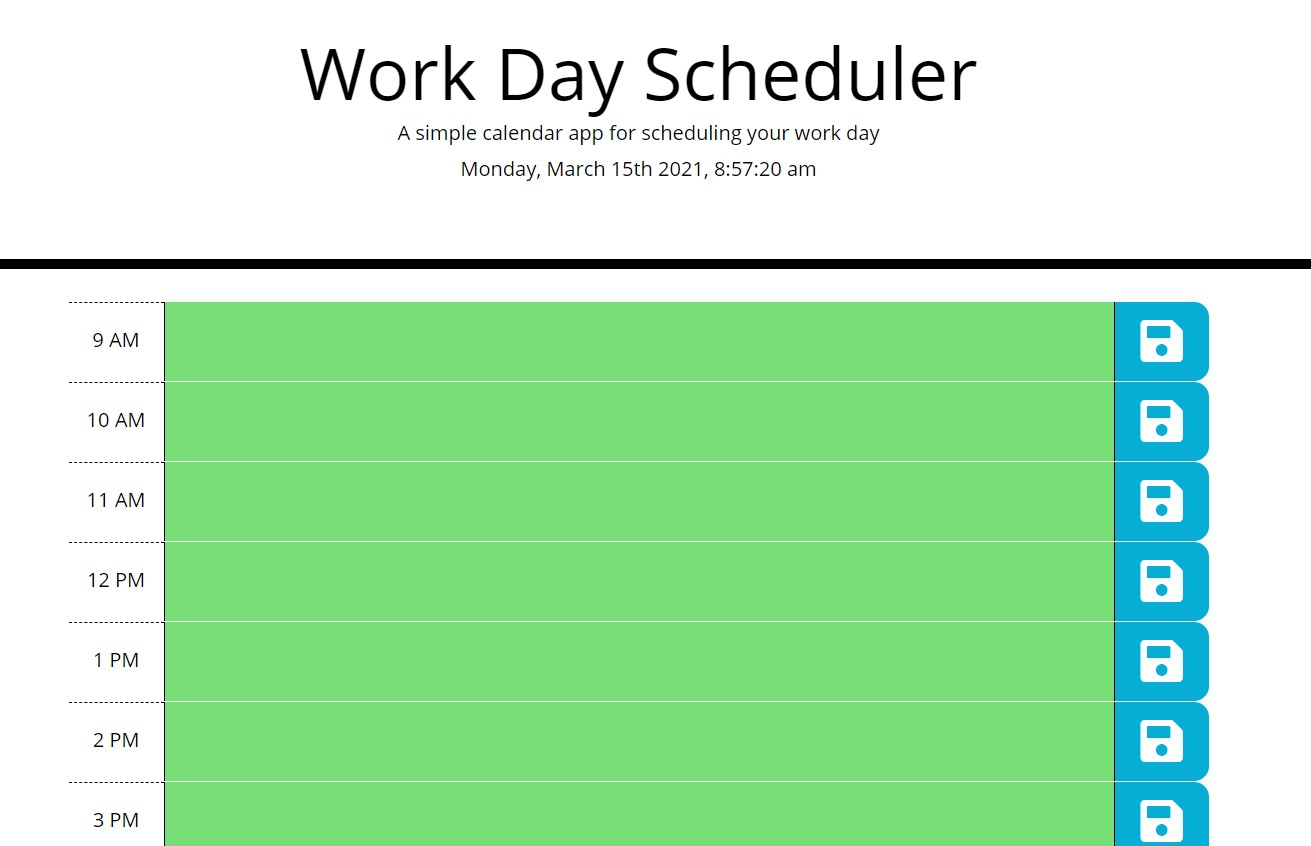 Work Day Scheduler
A simple calendar app for scheduling your work day
Monday, March 15th 2021, 8:57:20 am
9 AM
10 AM
11 AM
12 PM
1 PM
2 PM
3 PM